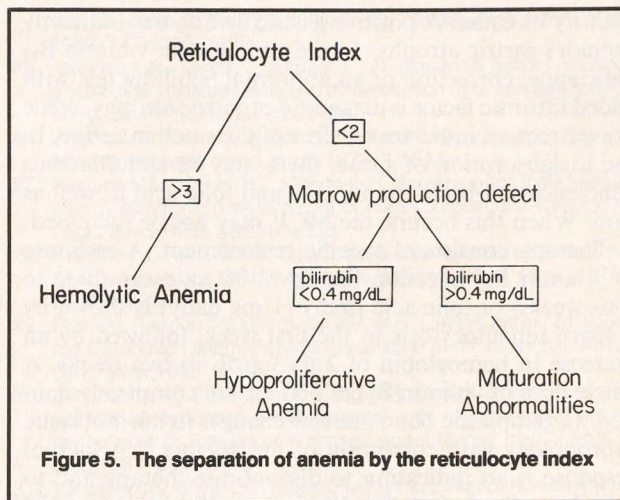 Reticulocyte Index
<2
>3
Marrow production defect
Hemolytic Anemia
bilirubin
<0.4 mg/dL
bilirubin
>0.4 mg/dL
Hypoproliferative
Anemia
Maturation
Abnormalities
Figure 5. The separation of anemia by the reticulocyte index